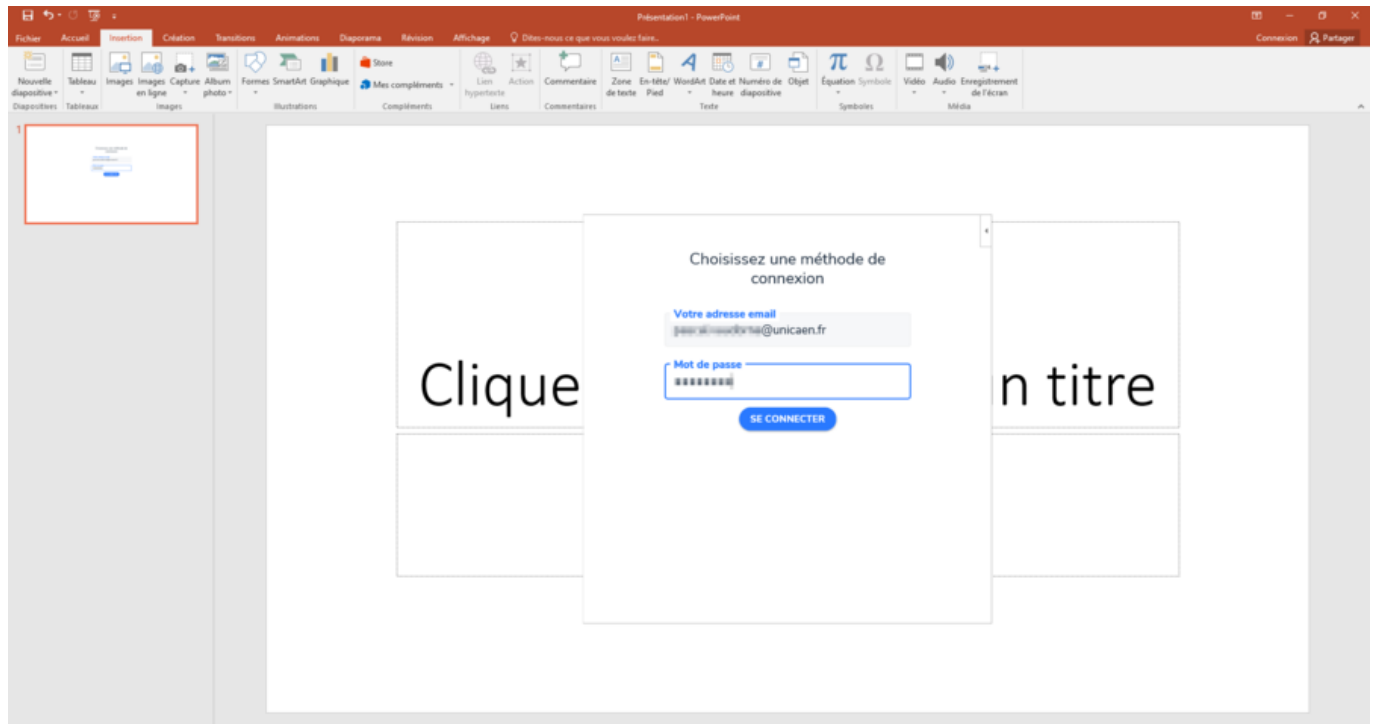 Présentation1 - PowerPoint
Fichier Accueil Insertion Création Transitions Animations Diaporama Révision Affichage Dites-nous ce que vous voulez faire... Connexion Partager
Nouvelle diapositive
Tableau
Images
Images en ligne
Capture
Album photo
Formes
SmartArt
Graphique
Store
Mes compléments
Lien hypertexte
Action
Commentaire
Zone de texte
En-tête/ Pied
WordArt
Date et heure
Numéro de diapositive
Objet
Équation
Symbole
Vidéo
Audio
Enregistrement de l'écran
Diapositives Tableaux Images Illustrations Compléments Liens Commentaires Texte Symboles Média
1
Choisissez une méthode de
connexion
Votre adresse email
@unicaen.fr
Mot de passe
SE CONNECTER
Clique n titre